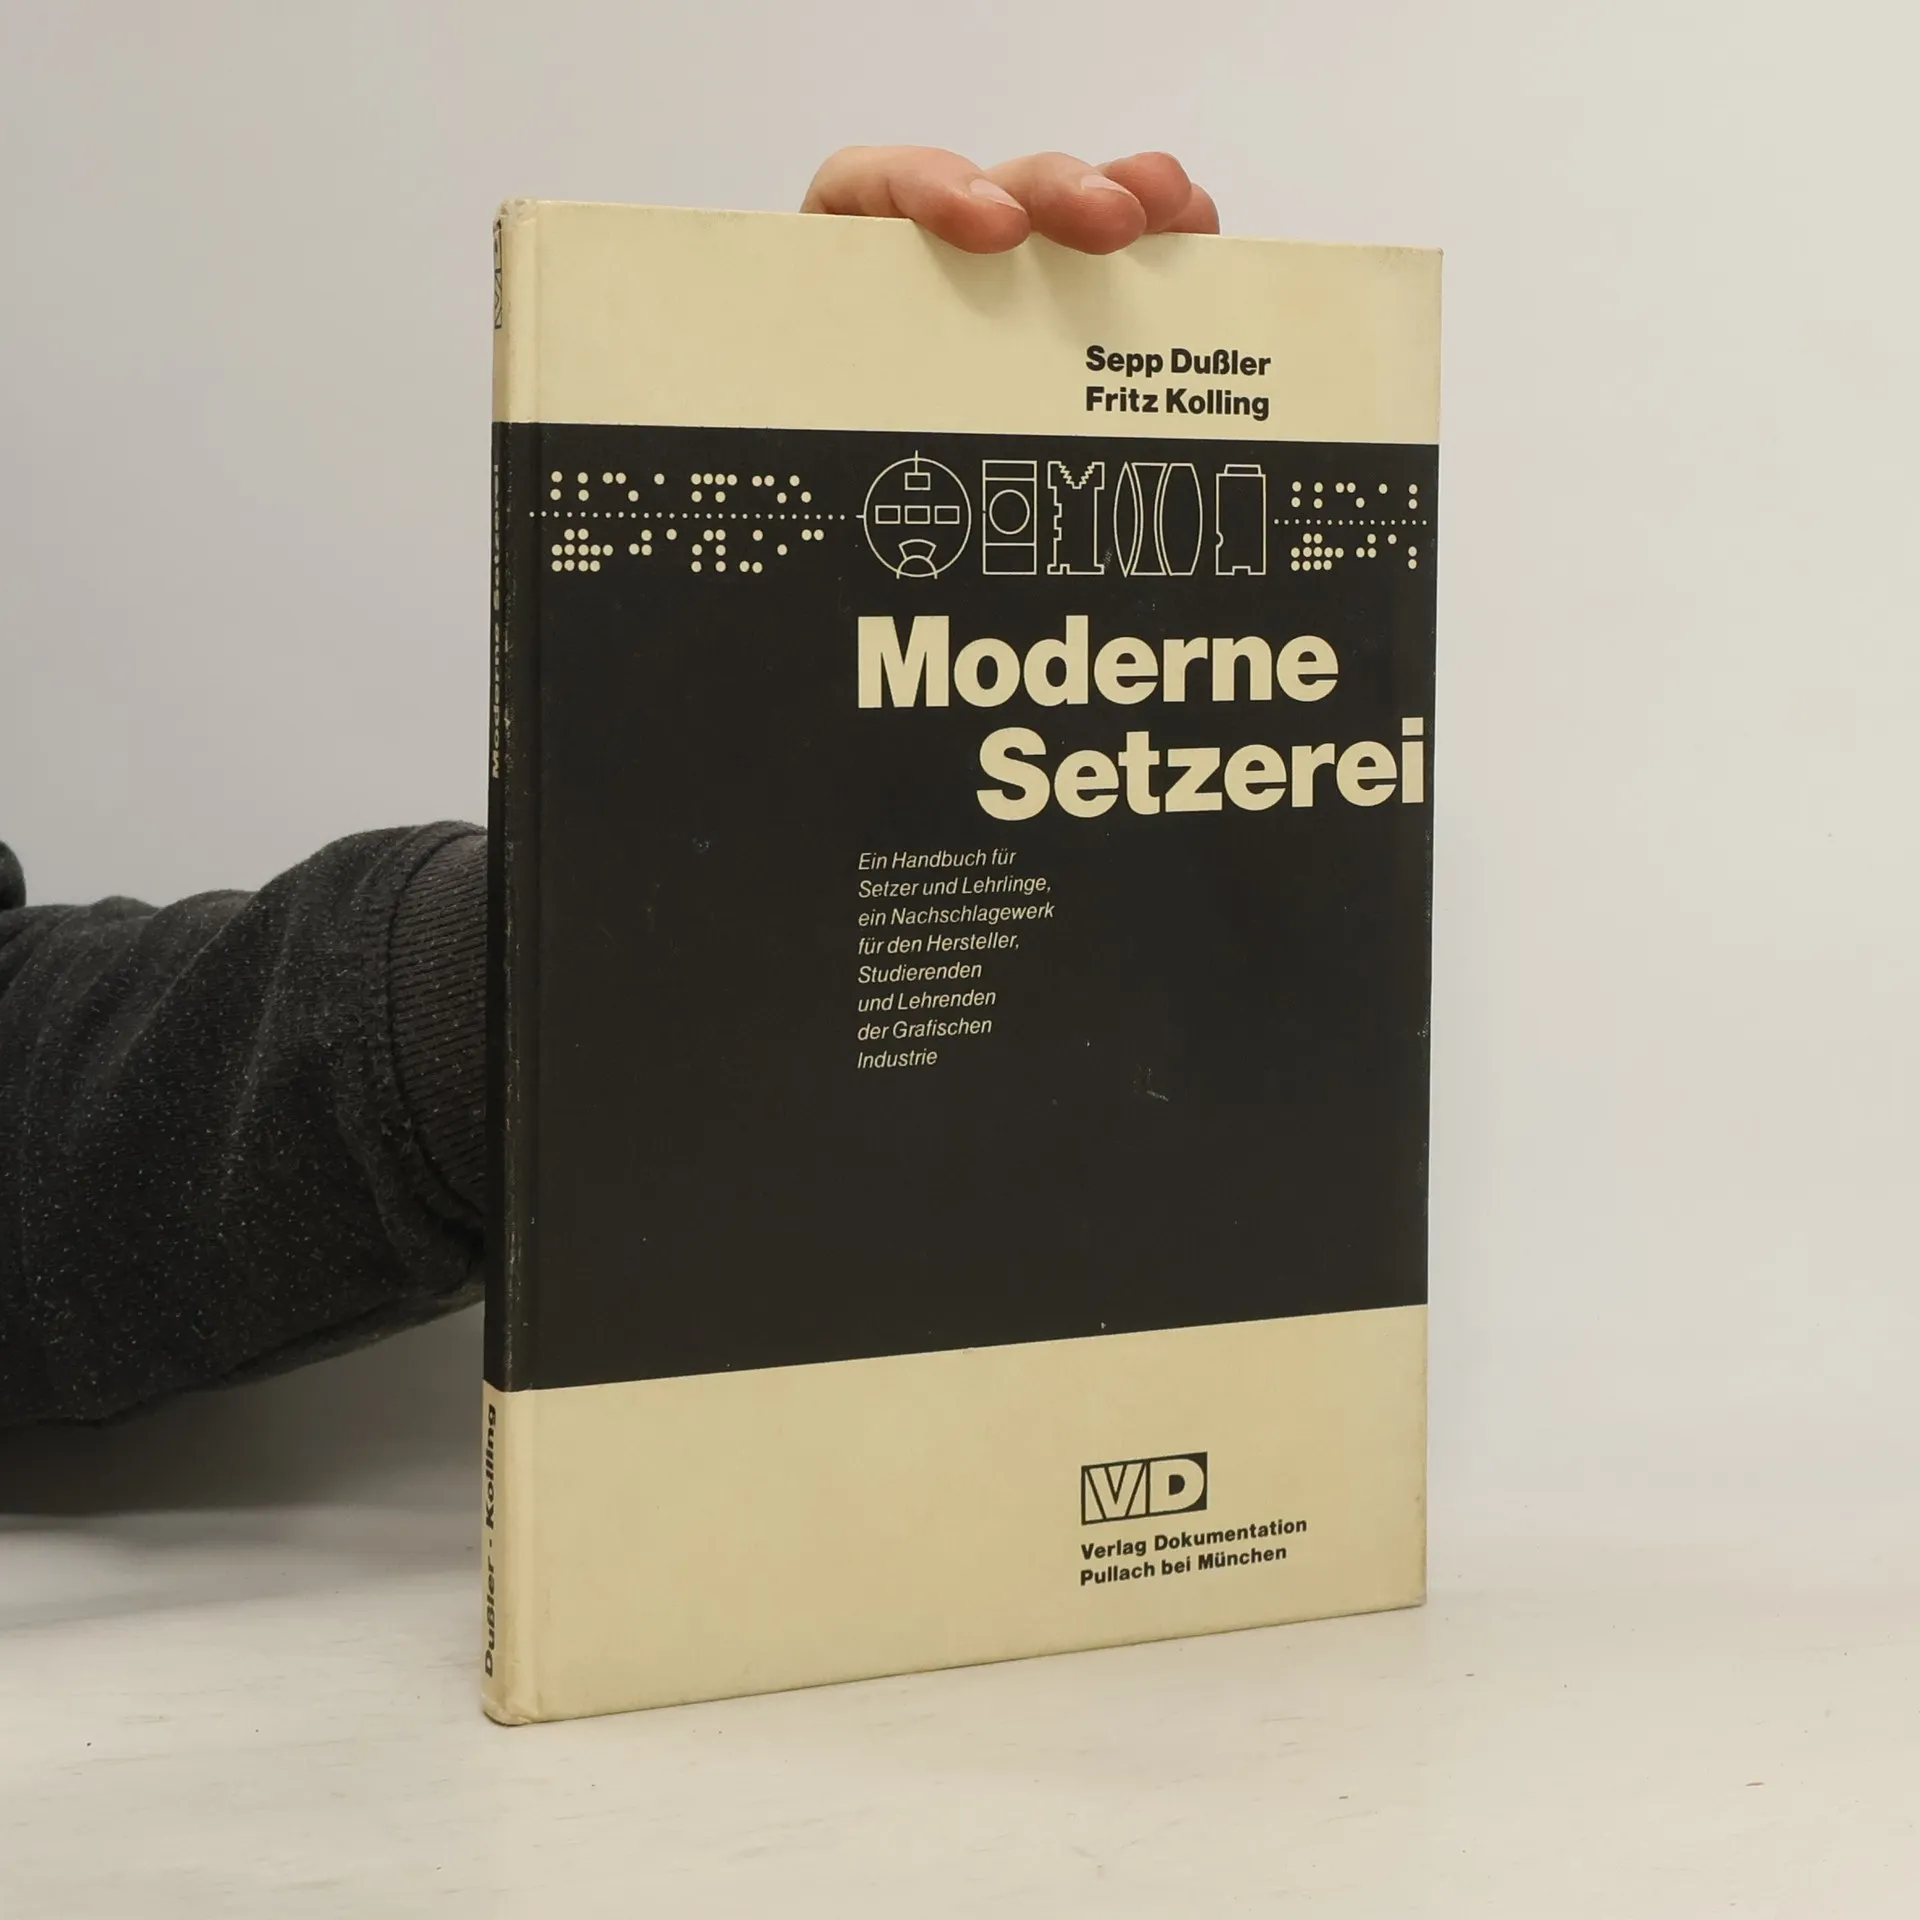 Sepp Dußler
Fritz Kolling
Moderne
Setzerei
Ein Handbuch für
Setzer und Lehrlinge,
ein Nachschlagewerk
für den Hersteller,
Studierenden
und Lehrenden
der Grafischen
Industrie
VD
Verlag Dokumentation
Pullach bei München
VD
Moderne Setzerei
Dußler · Kolling